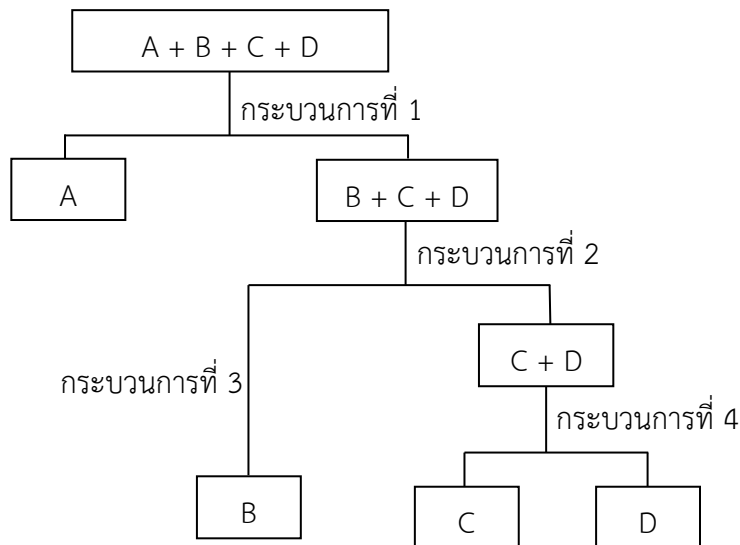 A + B + C + D
กระบวนการที่ 1
A
B + C + D
กระบวนการที่ 2
C + D
กระบวนการที่ 3
กระบวนการที่ 4
B
C
D